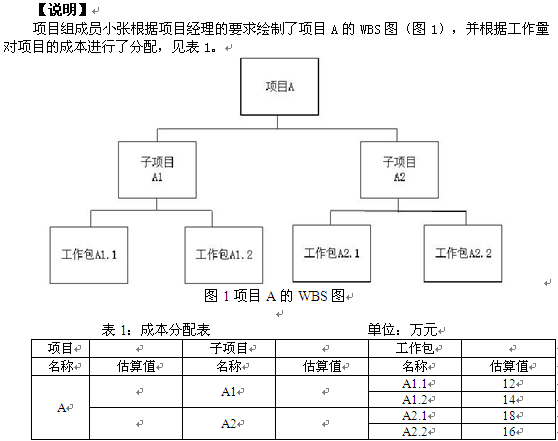 【说明】
项目组成员小张根据项目经理的要求绘制了项目 A 的 WBS 图（图 1），并根据工作量
对项目的成本进行了分配，见表 1。
项目A
子项目
A1
子项目
A2
工作包A1.1
工作包A1.2
工作包A2.1
工作包A2.2
图 1 项目 A 的 WBS 图
表 1：成本分配表 单位：万元
项目 子项目 工作包
名称 估算值 名称 估算值 名称 估算值
A A1 A1.1 12
A1.2 14
A2 A2.1 18
A2.2 16